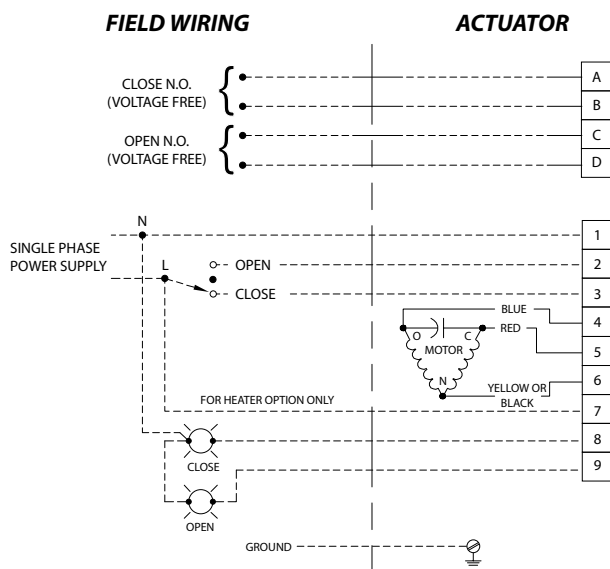 FIELD WIRING
ACTUATOR
CLOSE N.O.
(VOLTAGE FREE)
A
B
OPEN N.O.
(VOLTAGE FREE)
C
D
N
1
SINGLE PHASE
POWER SUPPLY
L
OPEN
2
CLOSE
3
BLUE
4
O
C
RED
MOTOR
5
N
YELLOW OR
BLACK
6
FOR HEATER OPTION ONLY
7
8
CLOSE
9
OPEN
GROUND